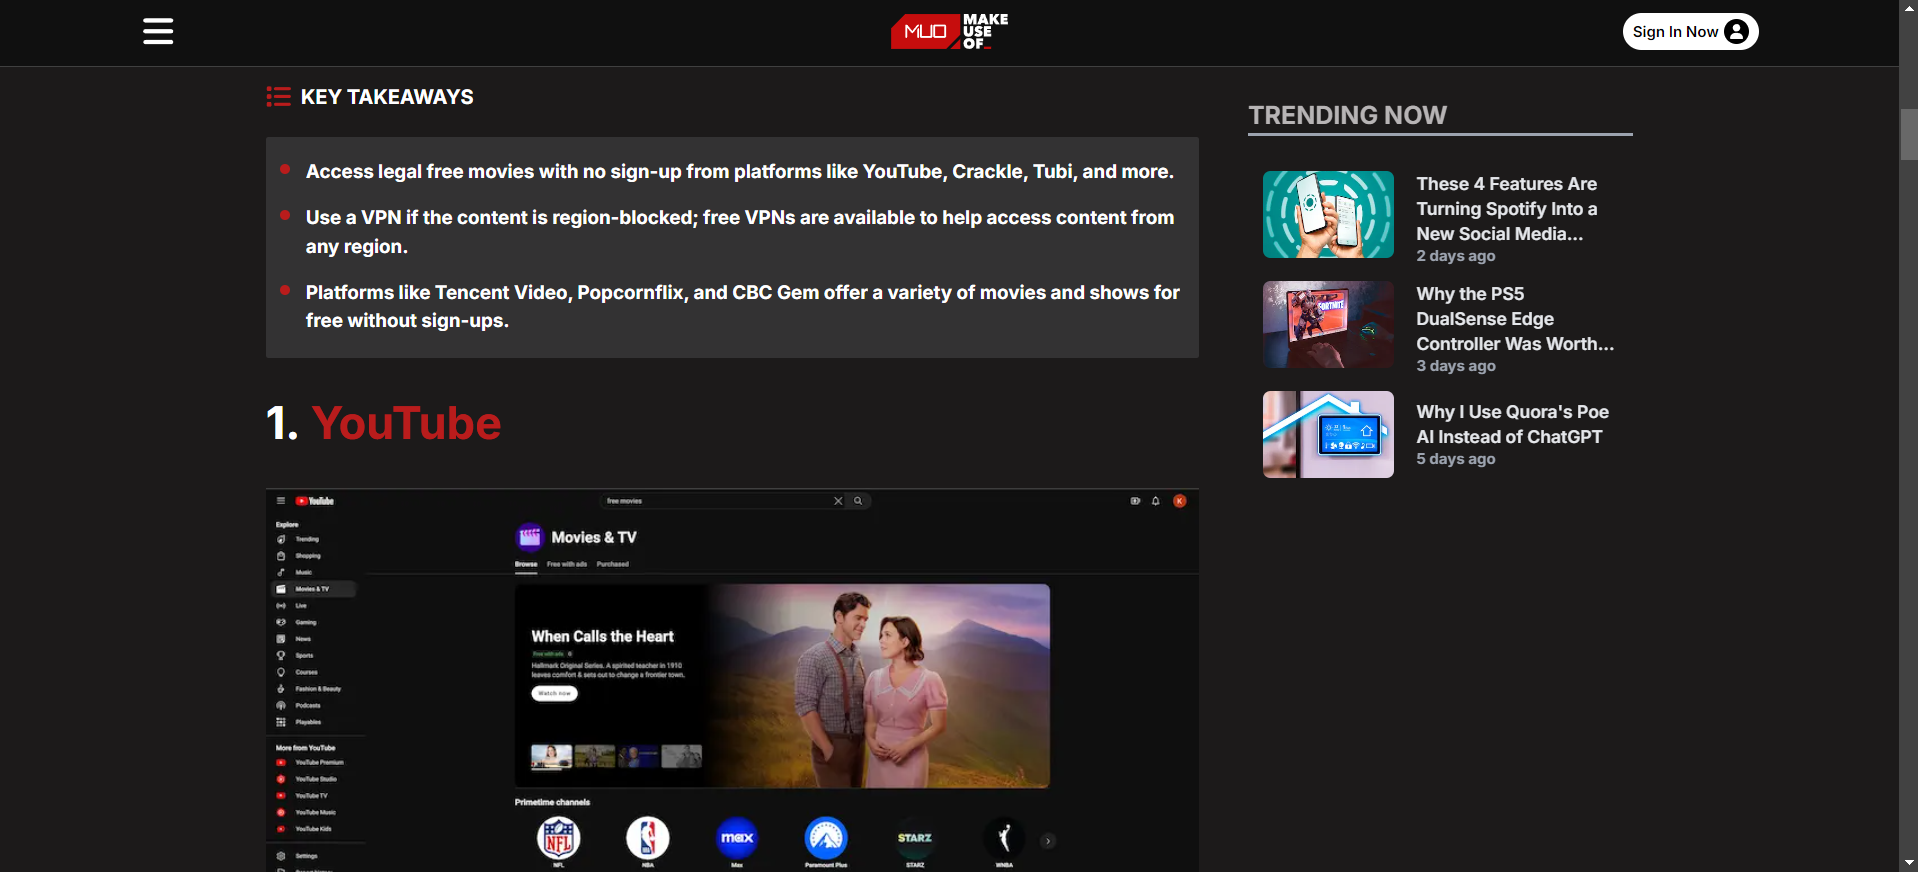 MUO MAKE
USE
OF_
Sign In Now
KEY TAKEAWAYS
Access legal free movies with no sign-up from platforms like YouTube, Crackle, Tubi, and more.
Use a VPN if the content is region-blocked; free VPNs are available to help access content from
any region.
Platforms like Tencent Video, Popcornflix, and CBC Gem offer a variety of movies and shows for
free without sign-ups.
TRENDING NOW
These 4 Features Are
Turning Spotify Into a
New Social Media...
2 days ago
FORTNITE
Why the PS5
DualSense Edge
Controller Was Worth...
3 days ago
Why I Use Quora's Poe
AI Instead of ChatGPT
5 days ago
1. YouTube
YouTube
free movies
K
Explore
Trending
Shopping
Music
Movies & TV
Live
Gaming
News
Sports
Courses
Fashion & Beauty
Podcasts
Playables
More from YouTube
YouTube Premium
YouTube Studio
YouTube TV
YouTube Music
YouTube Kids
Settings
Movies & TV
Browse Free with ads Purchased
When Calls the Heart
Free with ads
Hallmark Original Series. A spirited teacher in 1910
leaves comfort & sets out to change a frontier town.
Watch now
Primetime channels
NFL
max
STARZ
NFL NBA Max Paramount Plus STARZ WNBA